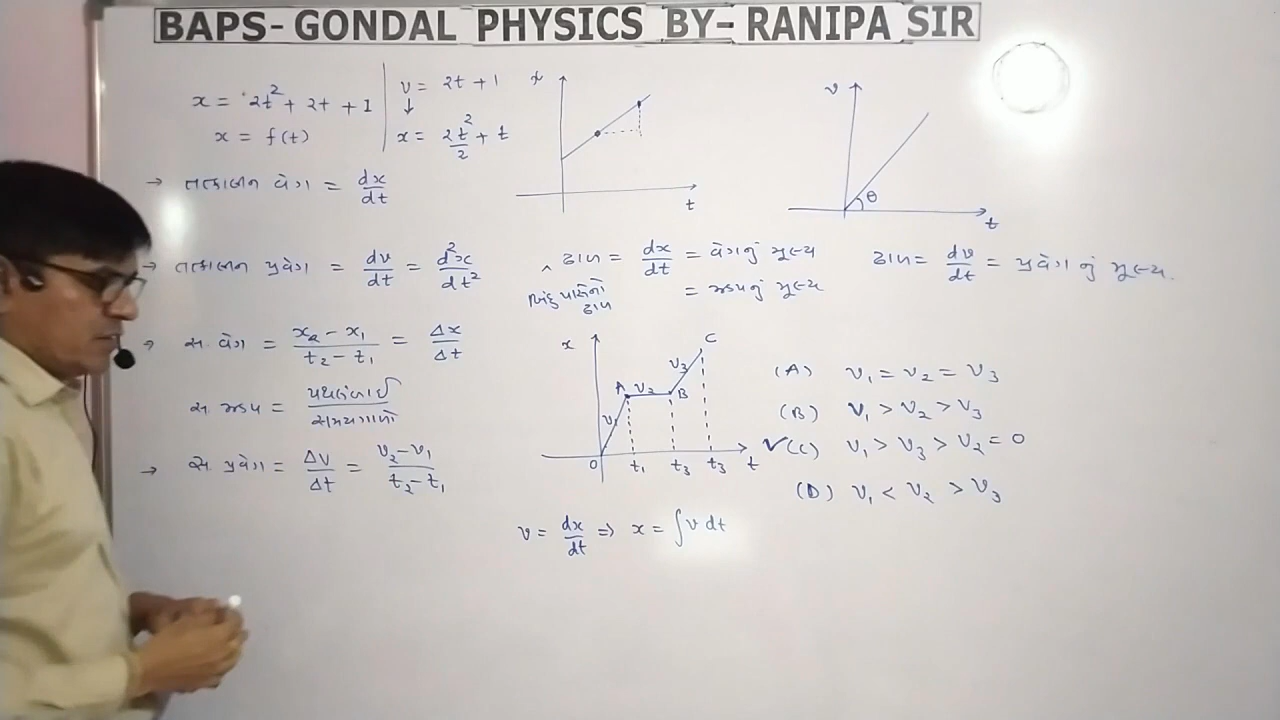 BAPS- GONDAL PHYSICS BY- RANIPA SIR
x = 2t² + 2t + 1
x = f(t)
v = 2t + 1
↓
x = 2t²/2 + t
→ તત્કાલિન વેગ = dx/dt
→ તત્કાલિન પ્રવેગ = dv/dt = d²x/dt²
→ સ. વેગ = x₂ - x₁ / t₂ - t₁ = Δx/Δt
સ. ઝડપ = પથલંબાઈ / સમયગાળો
→ સ. પ્રવેગ = Δv/Δt = v₂ - v₁ / t₂ - t₁
x
t
ઢાળ = dx/dt = વેગનું મૂલ્ય
ઢાળ
= ઝડપનું મૂલ્ય
x
A
v₂
B
v₃
C
v₁
O
t₁
t₃
t₃
t
v = dx/dt ⇒ x = ∫v dt
v
θ
t
ઢાળ = dv/dt = પ્રવેગનું મૂલ્ય.
(A) v₁ = v₂ = v₃
(B) v₁ > v₂ > v₃
✓(C) v₁ > v₃ > v₂ = 0
(D) v₁ < v₂ > v₃